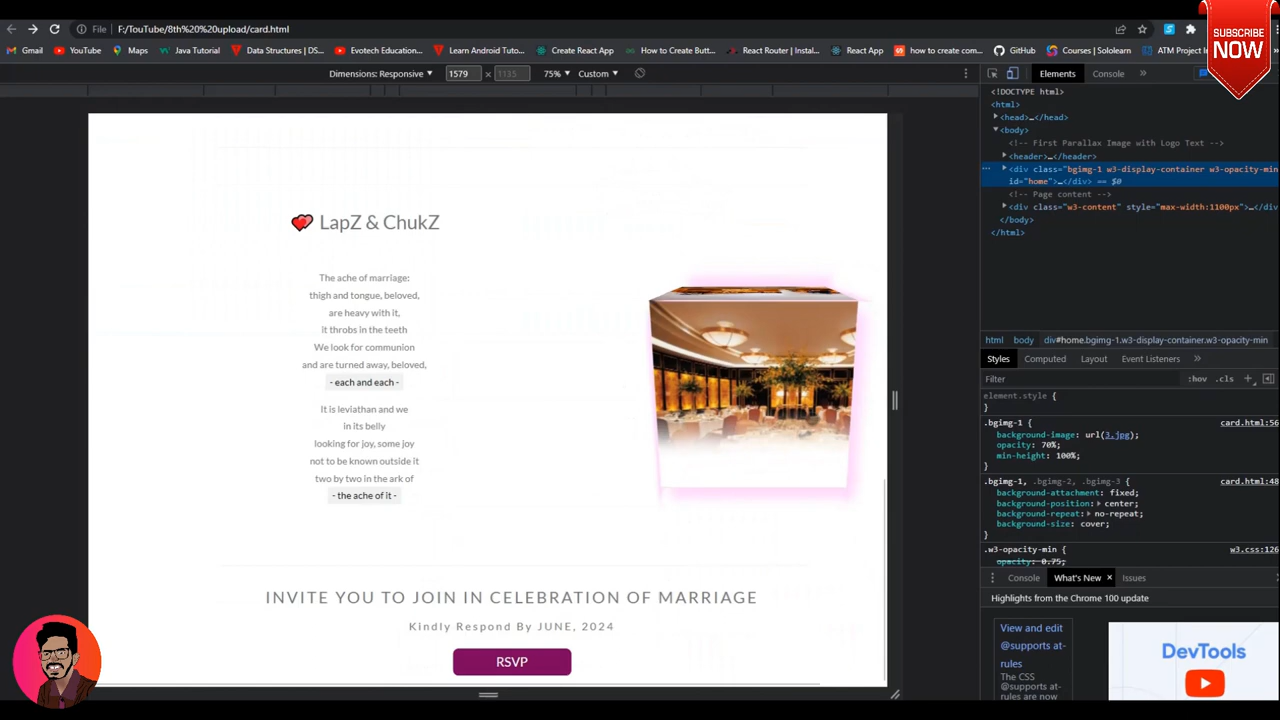 File F:/TouTube/8th%20%20upload/card.html
SUBSCRIBE
NOW
Gmail YouTube Maps Java Tutorial Data Structures | DS... Evotech Education... Learn Android Tuto... Create React App How to Create Butt... React Router | Instal... React App how to create com... GitHub Courses | Sololearn ATM Project
Dimensions: Responsive 1579 × 1135 75% Custom
Elements Console
<!DOCTYPE html>
<html>
<head>…</head>
<body>
<!-- First Parallax Image with Logo Text -->
<header>…</header>
<div class="bgimg-1 w3-display-container w3-opacity-min
id="home">…</div> == $0
<!-- Page content -->
<div class="w3-content" style="max-width:1100px">…</div>
</body>
</html>
LapZ & ChukZ
The ache of marriage:
thigh and tongue, beloved,
are heavy with it,
it throbs in the teeth
We look for communion
and are turned away, beloved,
- each and each -
It is leviathan and we
in its belly
looking for joy, some joy
not to be known outside it
two by two in the ark of
- the ache of it -
INVITE YOU TO JOIN IN CELEBRATION OF MARRIAGE
Kindly Respond By JUNE, 2024
RSVP
html body div#home.bgimg-1.w3-display-container.w3-opacity-min
Styles Computed Layout Event Listeners
Filter :hov .cls +
element.style {
}
.bgimg-1 { card.html:56
background-image: url(3.jpg);
opacity: 70%;
min-height: 100%;
}
.bgimg-1, .bgimg-2, .bgimg-3 { card.html:48
background-attachment: fixed;
background-position: center;
background-repeat: no-repeat;
background-size: cover;
}
.w3-opacity-min { w3.css:126
opacity: 0.75;
Console What's New × Issues
Highlights from the Chrome 100 update
View and edit
@supports at-
rules
The CSS
@supports at-
rules are now
DevTools